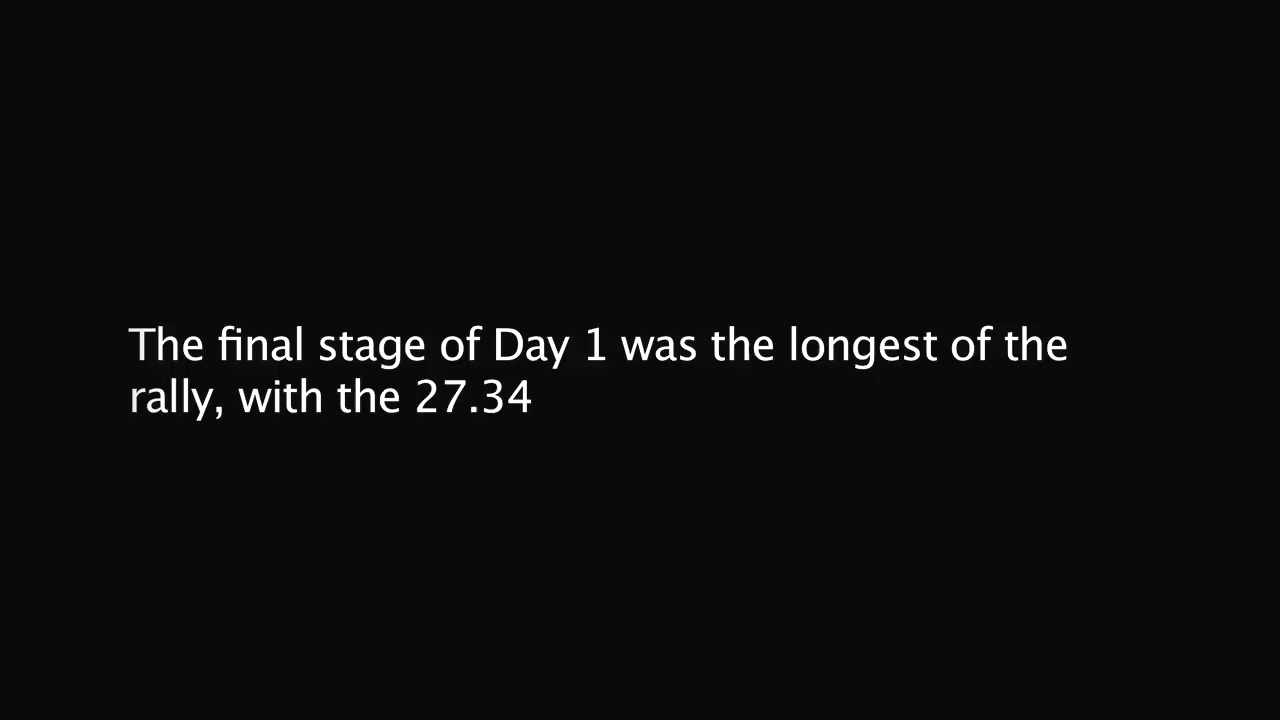 The final stage of Day 1 was the longest of the
rally, with the 27.34